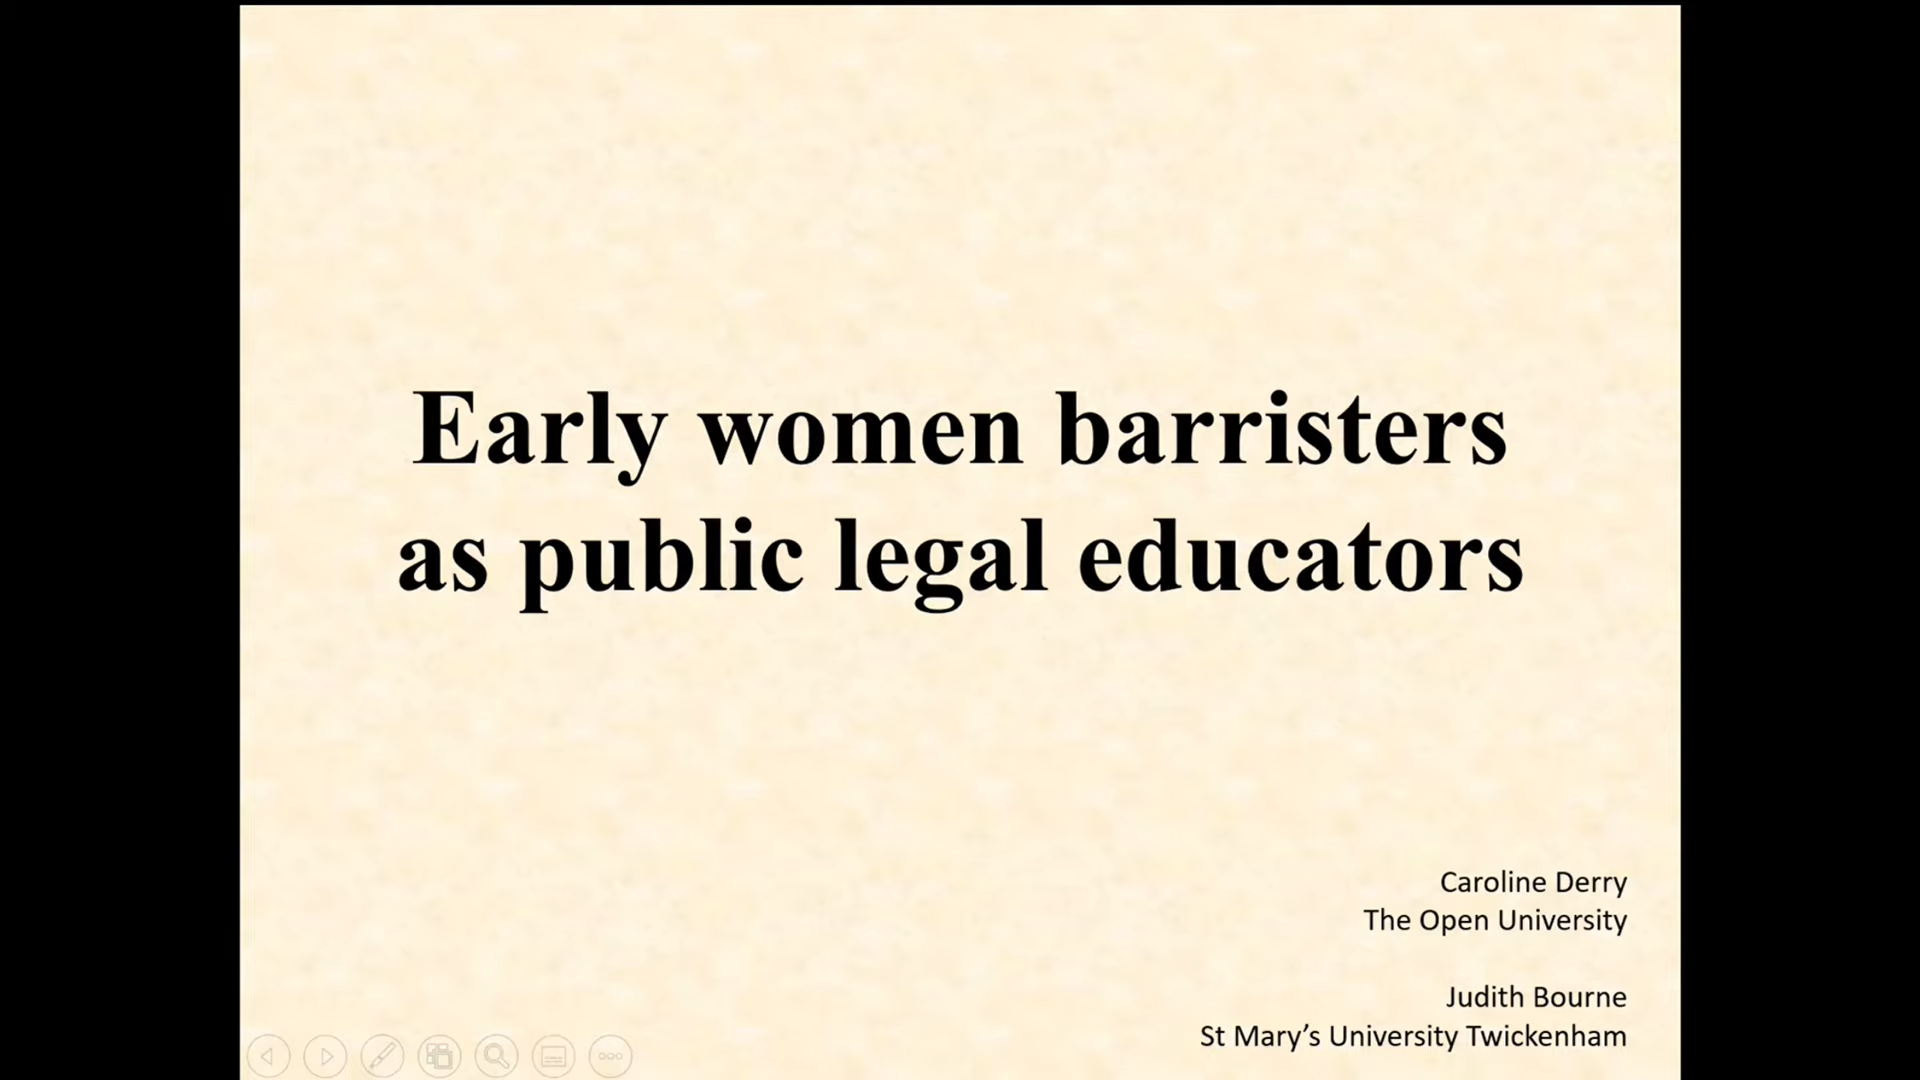 Early women barristers
as public legal educators
Caroline Derry
The Open University
Judith Bourne
St Mary’s University Twickenham